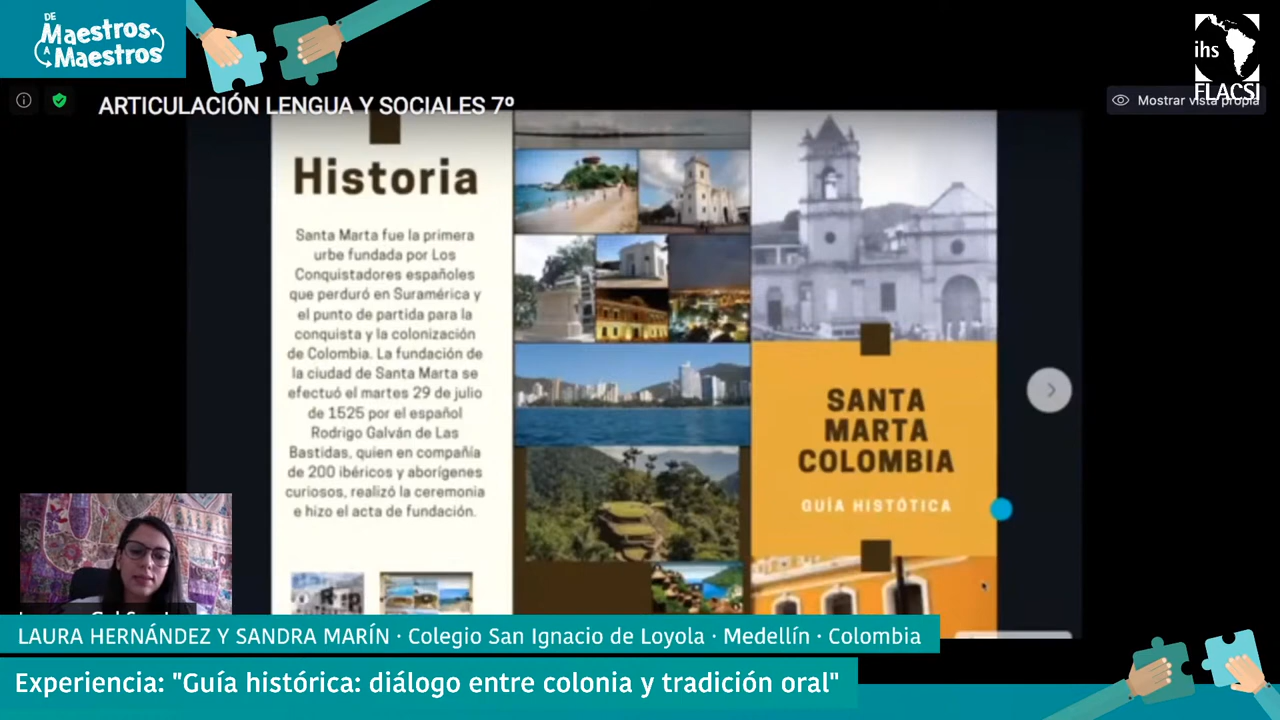 DE
Maestros
A
Maestros
ihs
FLACSI
ARTICULACIÓN LENGUA Y SOCIALES 7º
Mostrar vista propia
Historia
Santa Marta fue la primera
urbe fundada por Los
Conquistadores españoles
que perduró en Suramérica y
el punto de partida para la
conquista y la colonización
de Colombia. La fundación de
la ciudad de Santa Marta se
efectuó el martes 29 de julio
de 1525 por el español
Rodrigo Galván de Las
Bastidas, quien en compañía
de 200 ibéricos y aborígenes
curiosos, realizó la ceremonia
e hizo el acta de fundación.
SANTA
MARTA
COLOMBIA
GUÍA HISTÓTICA
LAURA HERNÁNDEZ Y SANDRA MARÍN · Colegio San Ignacio de Loyola · Medellín · Colombia
Experiencia: "Guía histórica: diálogo entre colonia y tradición oral"